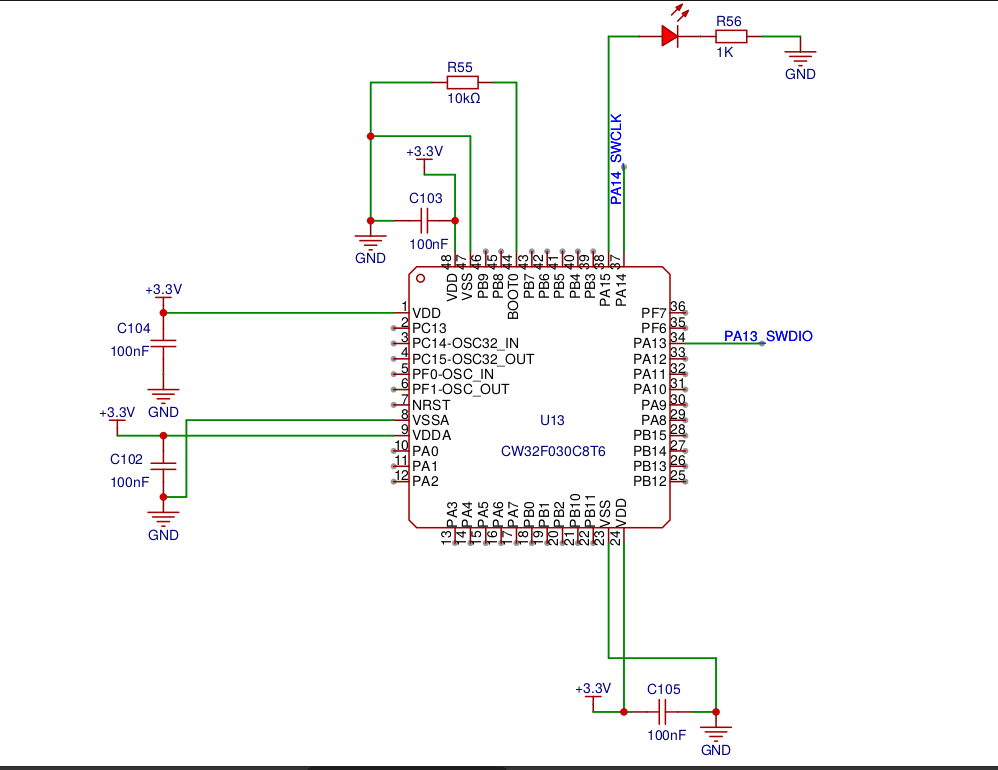 R56
1K
GND
R55
10kΩ
PA14_SWCLK
+3.3V
C103
100nF
GND
48
47
46
45
44
43
42
41
40
39
38
37
VDD
VSS
PB9
PB8
BOOT0
PB7
PB6
PB5
PB4
PB3
PA15
PA14
+3.3V
C104
100nF
GND
+3.3V
C102
100nF
GND
1 VDD
2 PC13
3 PC14-OSC32_IN
4 PC15-OSC32_OUT
5 PF0-OSC_IN
6 PF1-OSC_OUT
7 NRST
8 VSSA
9 VDDA
10 PA0
11 PA1
12 PA2
U13
CW32F030C8T6
PF7 36
PF6 35
PA13 34
PA12 33
PA11 32
PA10 31
PA9 30
PA8 29
PB15 28
PB14 27
PB13 26
PB12 25
PA13_SWDIO
PA3
PA4
PA5
PA6
PA7
PB0
PB1
PB2
PB10
PB11
VSS
VDD
13
14
15
16
17
18
19
20
21
22
23
24
+3.3V
C105
100nF
GND